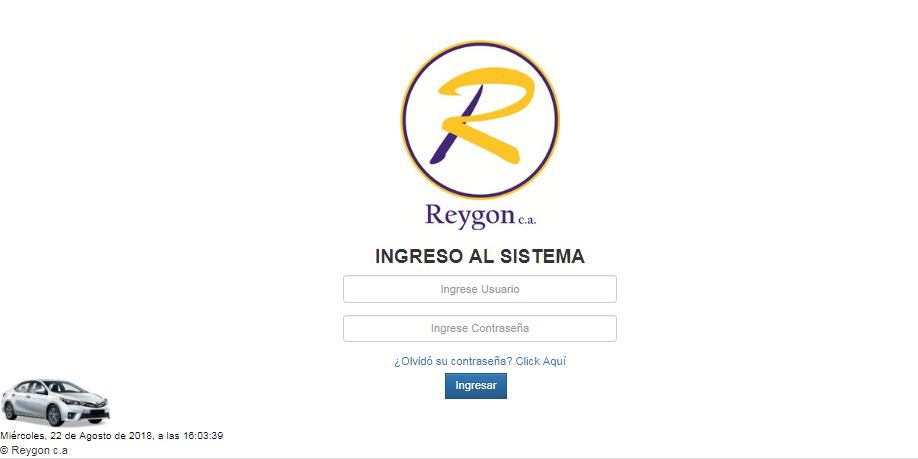 R
Reygon c.a.
INGRESO AL SISTEMA
Ingrese Usuario
Ingrese Contraseña
¿Olvidó su contraseña? Click Aquí
Ingresar
Miércoles, 22 de Agosto de 2018, a las 16:03:39
© Reygon c.a